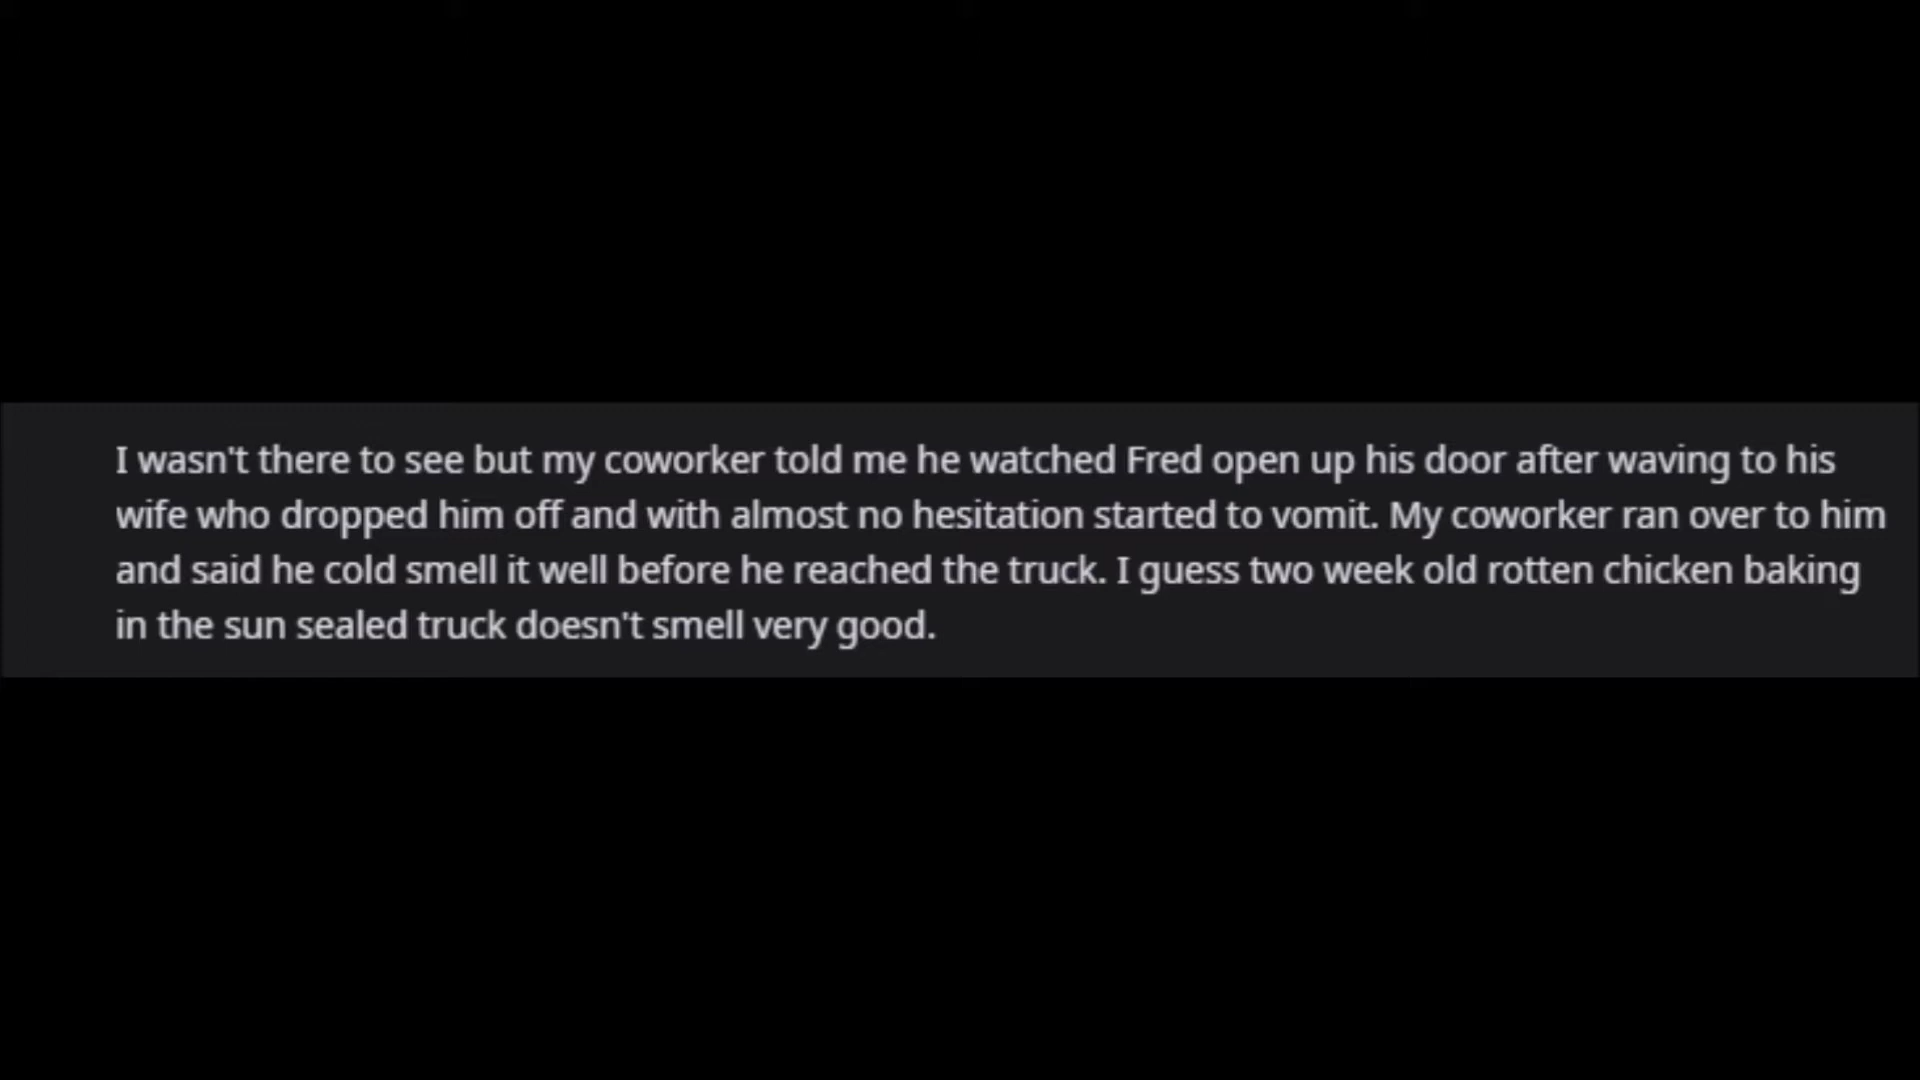 I wasn't there to see but my coworker told me he watched Fred open up his door after waving to his
wife who dropped him off and with almost no hesitation started to vomit. My coworker ran over to him
and said he cold smell it well before he reached the truck. I guess two week old rotten chicken baking
in the sun sealed truck doesn't smell very good.